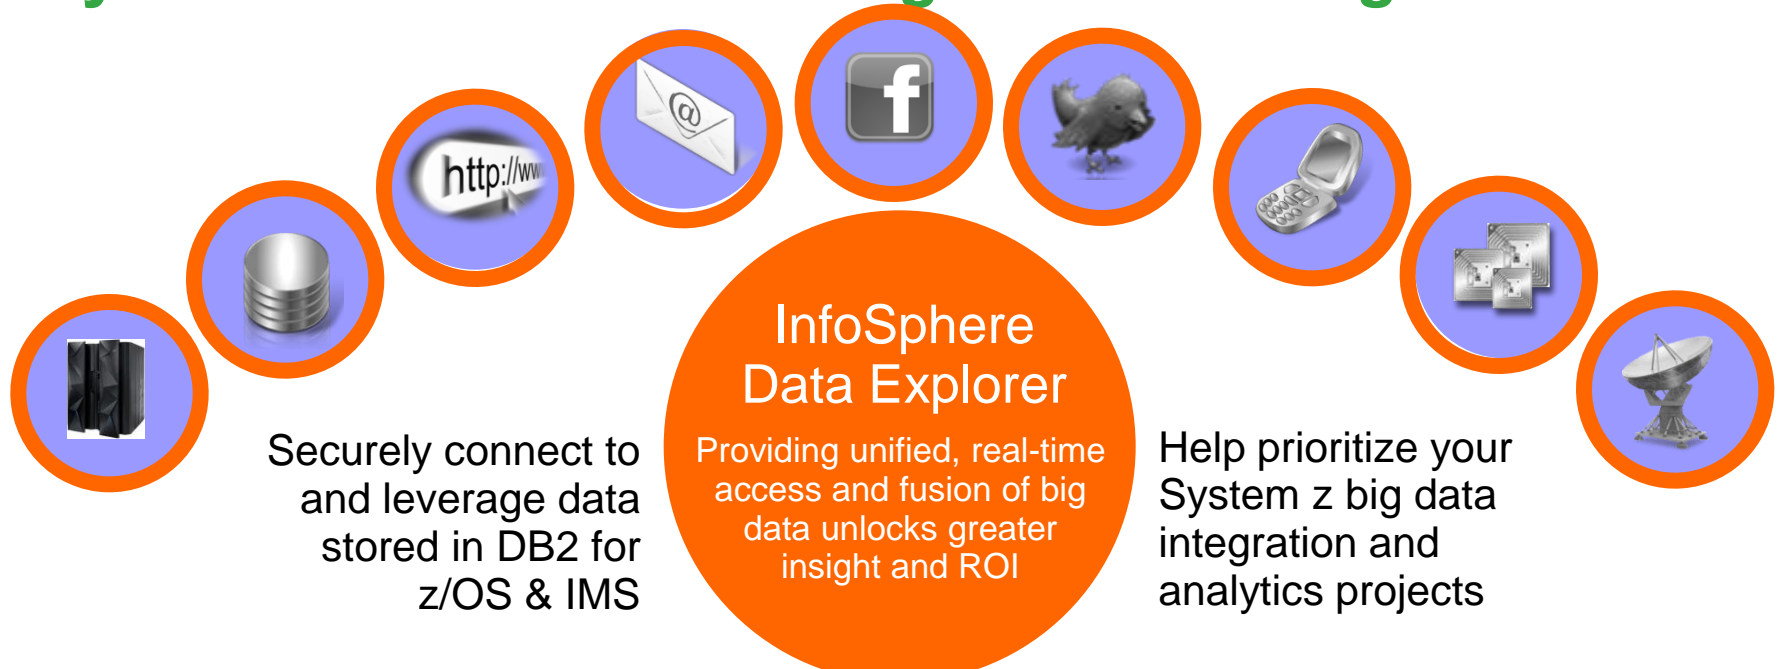 http://www
@
f
InfoSphere
Data Explorer
Providing unified, real-time
access and fusion of big
data unlocks greater
insight and ROI
Securely connect to
and leverage data
stored in DB2 for
z/OS & IMS
Help prioritize your
System z big data
integration and
analytics projects